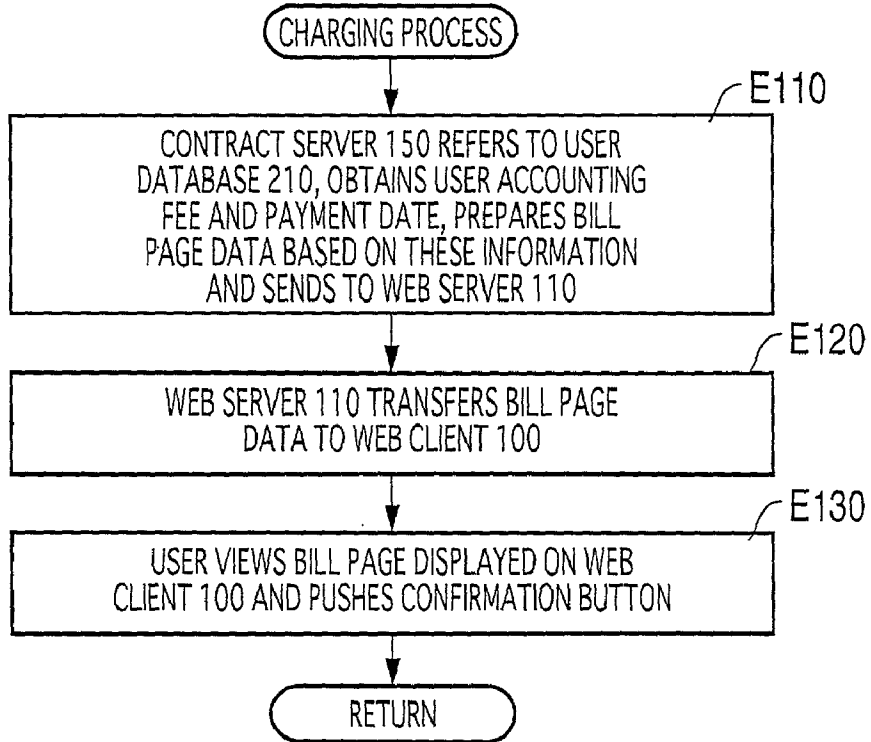 CHARGING PROCESS
E110
CONTRACT SERVER 150 REFERS TO USER
DATABASE 210, OBTAINS USER ACCOUNTING
FEE AND PAYMENT DATE, PREPARES BILL
PAGE DATA BASED ON THESE INFORMATION
AND SENDS TO WEB SERVER 110
E120
WEB SERVER 110 TRANSFERS BILL PAGE
DATA TO WEB CLIENT 100
E130
USER VIEWS BILL PAGE DISPLAYED ON WEB
CLIENT 100 AND PUSHES CONFIRMATION BUTTON
RETURN